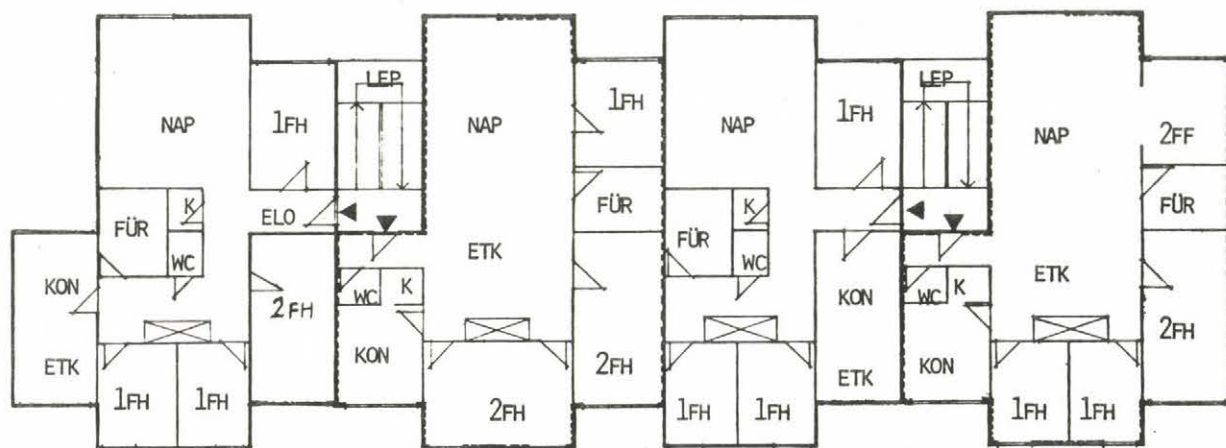 LEP
LEP
1FH
NAP
1FH
NAP
NAP
1FH
NAP
2FF
K
FÜR
ELO
FÜR
K
FÜR
FÜR
WC
ETK
WC
ETK
KON
2FH
WC
K
KON
WC
K
ETK
KON
2FH
ETK
KON
2FH
1FH
1FH
2FH
1FH
1FH
1FH
1FH